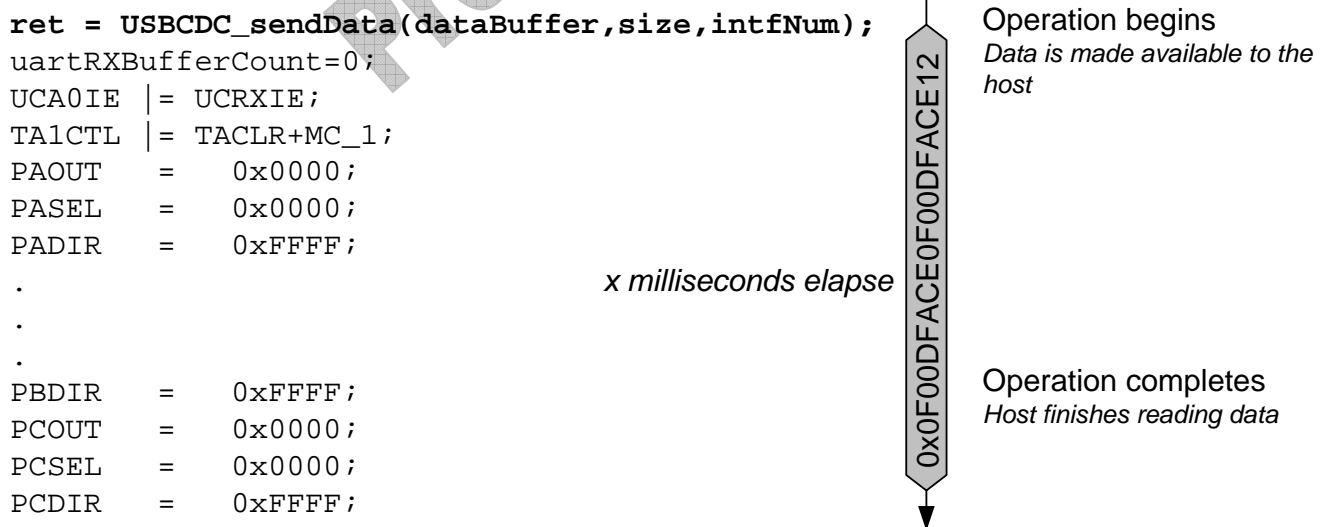 ret = USBCDC_sendData(dataBuffer,size,intfNum);
uartRXBufferCount=0;
UCA0IE |= UCRXIE;
TA1CTL |= TACLR+MC_1;
PAOUT = 0x0000;
PASEL = 0x0000;
PADIR = 0xFFFF;
.
.
.
PBDIR = 0xFFFF;
PCOUT = 0x0000;
PCSEL = 0x0000;
PCDIR = 0xFFFF;
x milliseconds elapse
0x0F00DFACE0F00DFACE12
Operation begins
Data is made available to the
host
Operation completes
Host finishes reading data